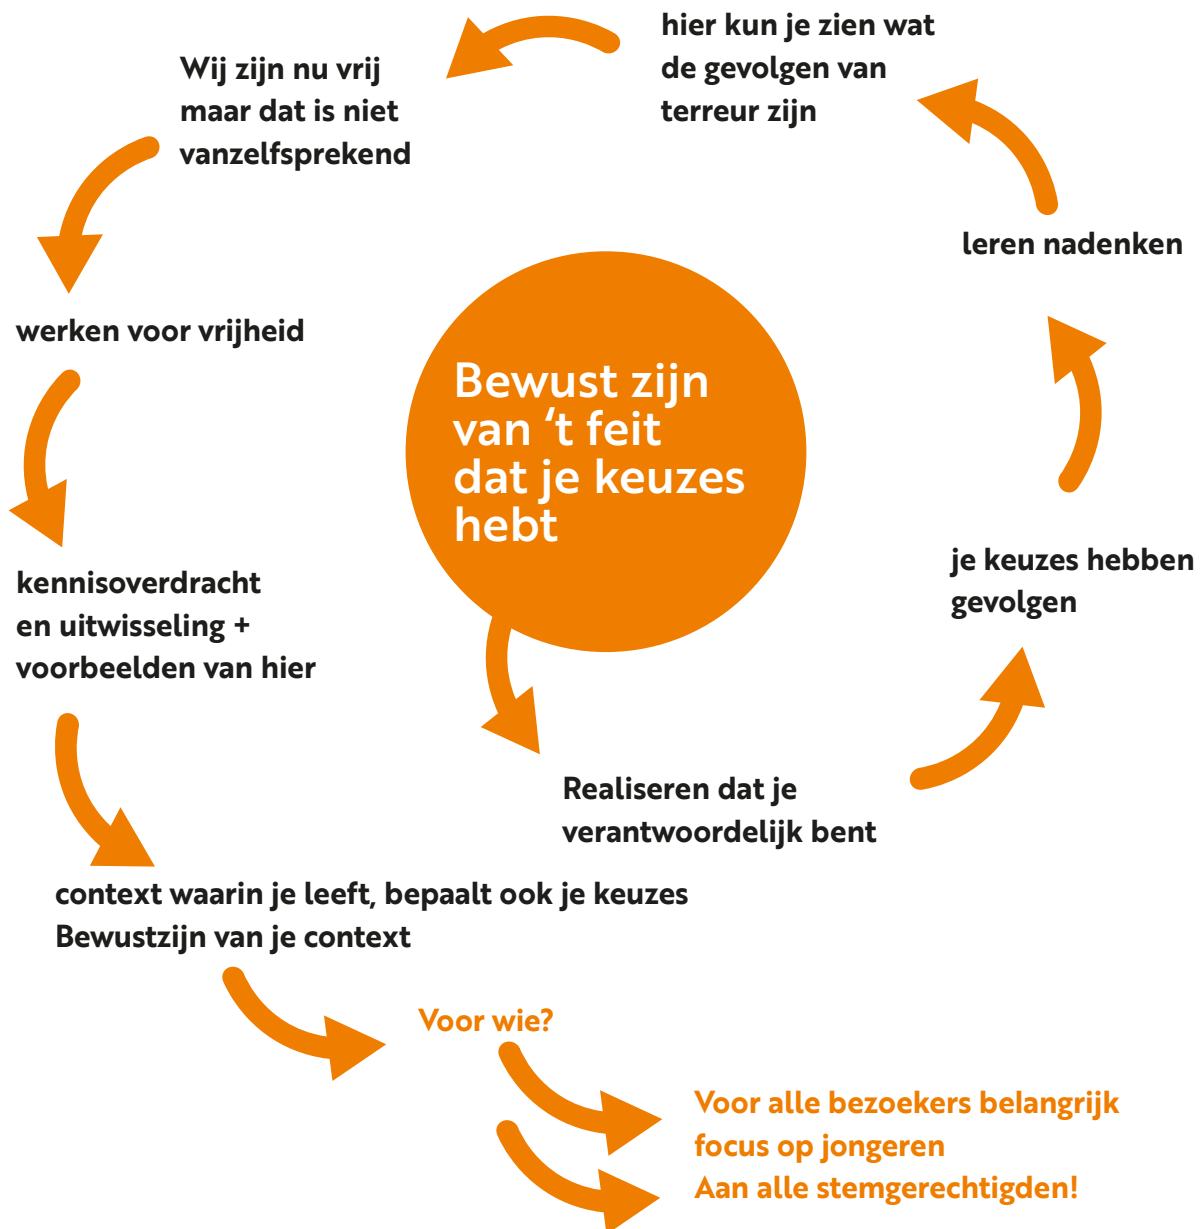 Bewust zijn
van ‘t feit
dat je keuzes
hebt
Realiseren dat je
verantwoordelijk bent
je keuzes hebben
gevolgen
leren nadenken
hier kun je zien wat
de gevolgen van
terreur zijn
Wij zijn nu vrij
maar dat is niet
vanzelfsprekend
werken voor vrijheid
kennisoverdracht
en uitwisseling +
voorbeelden van hier
context waarin je leeft, bepaalt ook je keuzes
Bewustzijn van je context
Voor wie?
Voor alle bezoekers belangrijk
focus op jongeren
Aan alle stemgerechtigden!